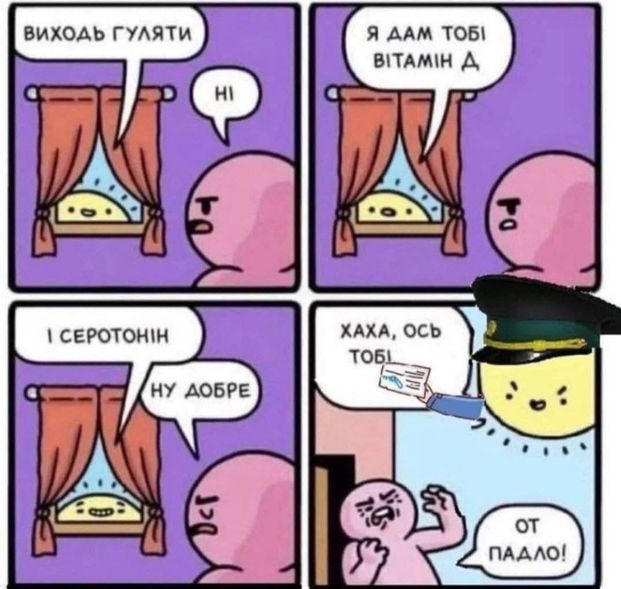 ВИХОДЬ ГУЛЯТИ
НІ
Я ДАМ ТОБІ
ВІТАМІН Д
І СЕРОТОНІН
НУ ДОБРЕ
ХАХА, ОСЬ
ТОБІ
ОТ
ПАДЛО!